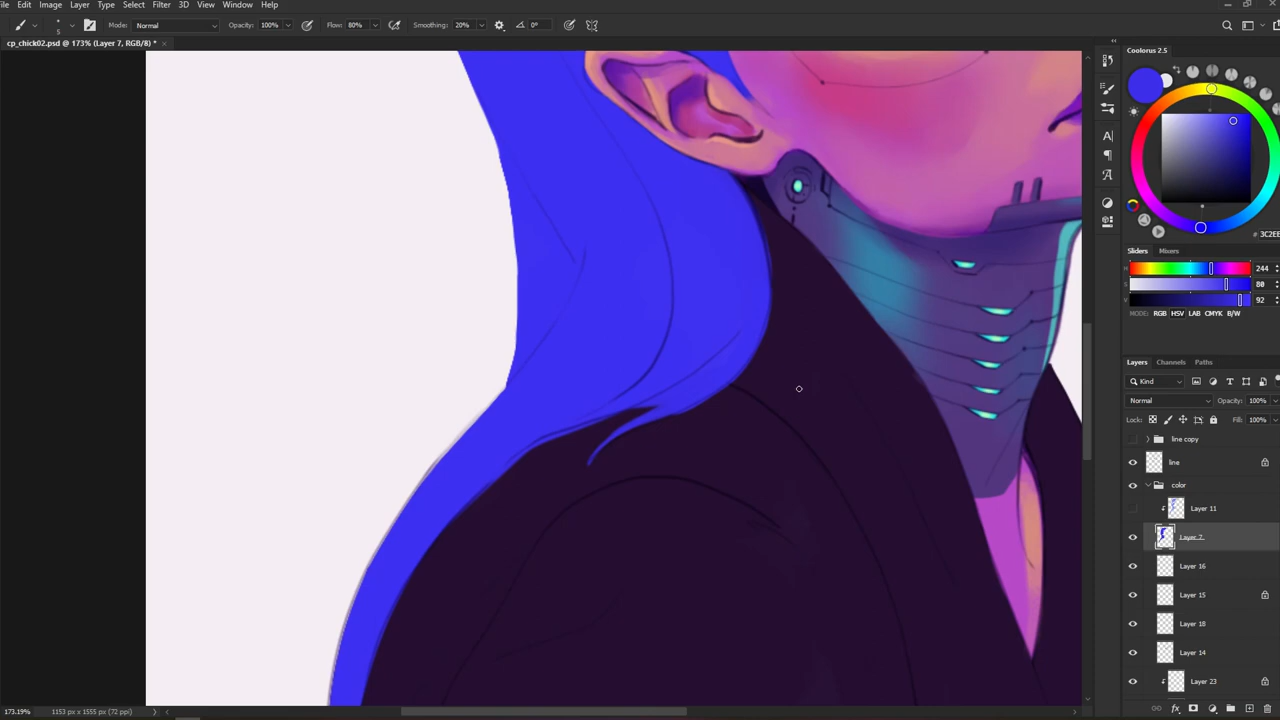 Edit Image Layer Type Select Filter 3D View Window Help
5 Mode: Normal Opacity: 100% Flow: 80% Smoothing: 20% 0°
cp_chick02.psd @ 173% (Layer 7, RGB/8) *
Coolorus 2.5
# 3C2EE
Sliders Mixers
H 244
S 80
V 92
MODE: RGB HSV LAB CMYK B/W
Layers Channels Paths
Kind
Normal Opacity: 100%
Lock: Fill: 100%
line copy
line
color
Layer 11
Layer 7
Layer 16
Layer 15
Layer 18
Layer 14
Layer 23
173.19% 1153 px x 1555 px (72 ppi)